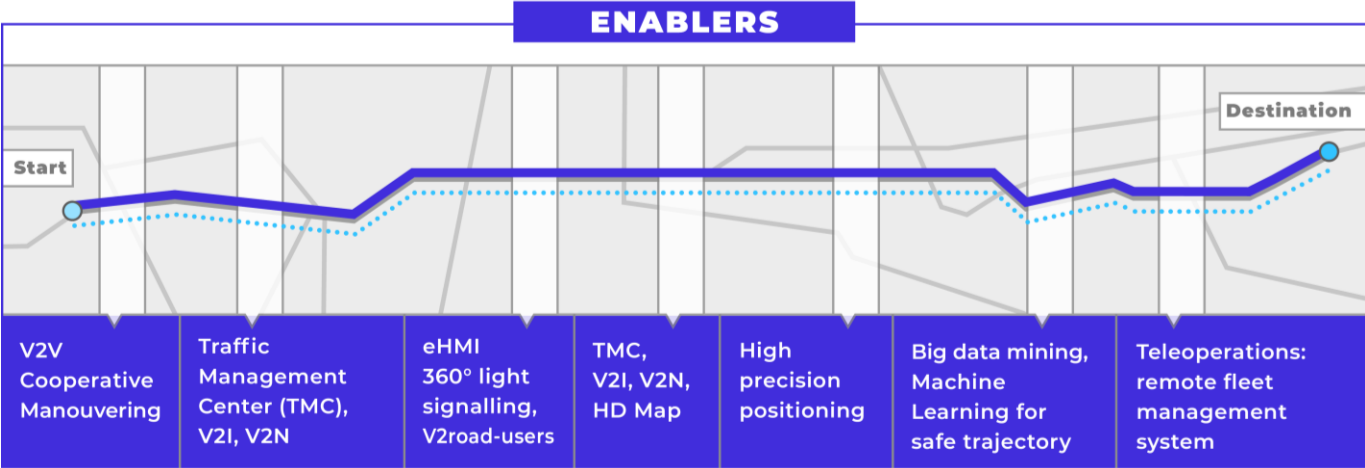 ENABLERS
Start
Destination
V2V
Cooperative
Manouvering
Traffic
Management
Center (TMC),
V2I, V2N
eHMI
360° light
signalling,
V2road-users
TMC,
V2I, V2N,
HD Map
High
precision
positioning
Big data mining,
Machine
Learning for
safe trajectory
Teleoperations:
remote fleet
management
system